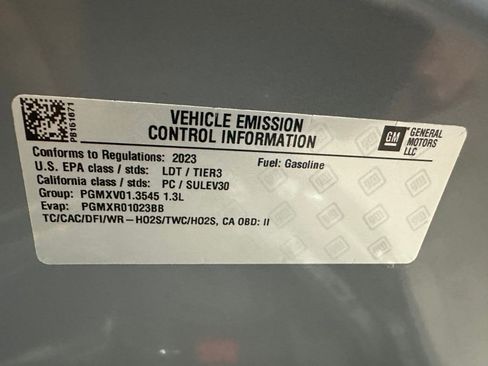 PB151671
VEHICLE EMISSION
CONTROL INFORMATION
GM
GENERAL
MOTORS
LLC
Conforms to Regulations: 2023
Fuel: Gasoline
U.S. EPA class / stds: LDT / TIER3
California class / stds: PC / SULEV30
Group: PGMXV01.3545 1.3L
Evap: PGMXR01023BB
TC/CAC/DFI/WR-HO2S/TWC/HO2S, CA OBD: II